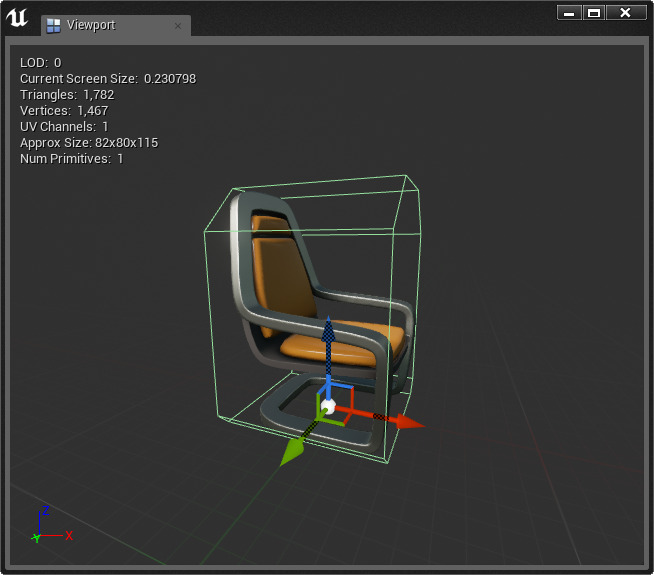 Viewport
LOD: 0
Current Screen Size: 0.230798
Triangles: 1,782
Vertices: 1,467
UV Channels: 1
Approx Size: 82x80x115
Num Primitives: 1
Z
Y
X